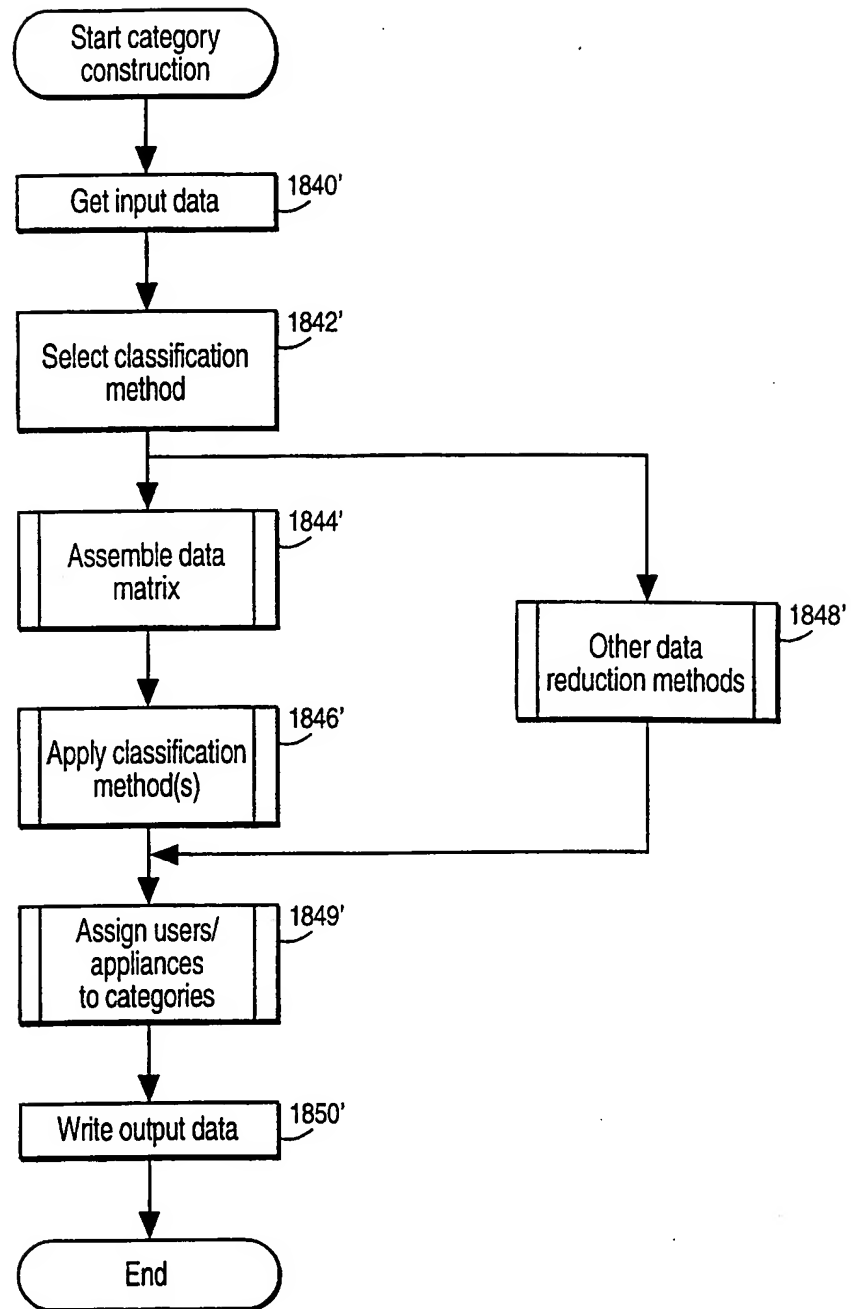 Start category
construction
Get input data
1840'
Select classification
method
1842'
Assemble data
matrix
1844'
Other data
reduction methods
1848'
Apply classification
method(s)
1846'
Assign users/
appliances
to categories
1849'
Write output data
1850'
End